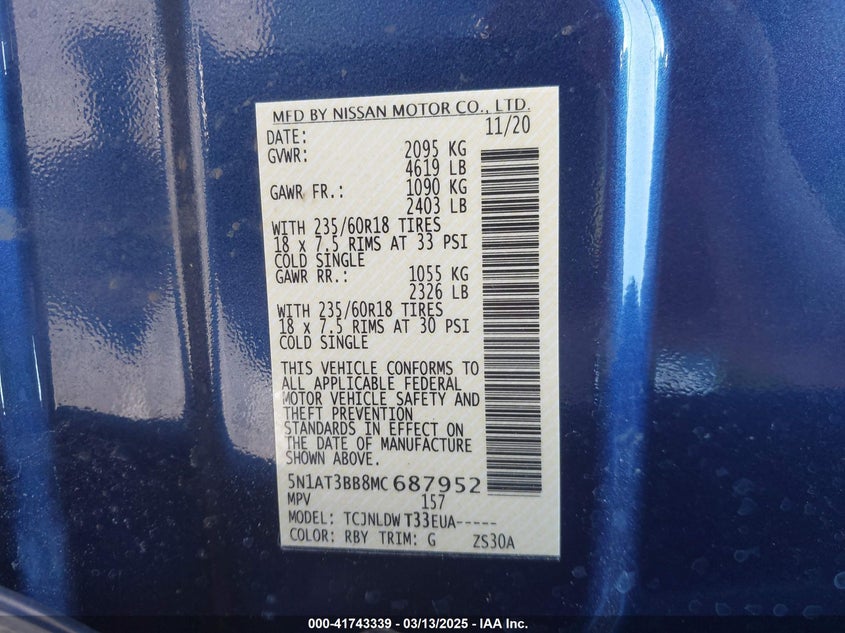 MFD BY NISSAN MOTOR CO., LTD.
DATE: 11/20
GVWR: 2095 KG
4619 LB
GAWR FR.: 1090 KG
2403 LB
WITH 235/60R18 TIRES
18 x 7.5 RIMS AT 33 PSI
COLD SINGLE
GAWR RR.: 1055 KG
2326 LB
WITH 235/60R18 TIRES
18 x 7.5 RIMS AT 30 PSI
COLD SINGLE
THIS VEHICLE CONFORMS TO
ALL APPLICABLE FEDERAL
MOTOR VEHICLE SAFETY AND
THEFT PREVENTION
STANDARDS IN EFFECT ON
THE DATE OF MANUFACTURE
SHOWN ABOVE.
5N1AT3BB8MC687952
MPV 157
MODEL: TCJNLDW T33EUA-----
COLOR: RBY TRIM: G ZS30A
000-41743339 | 03/13/2025 - © IAA Inc.